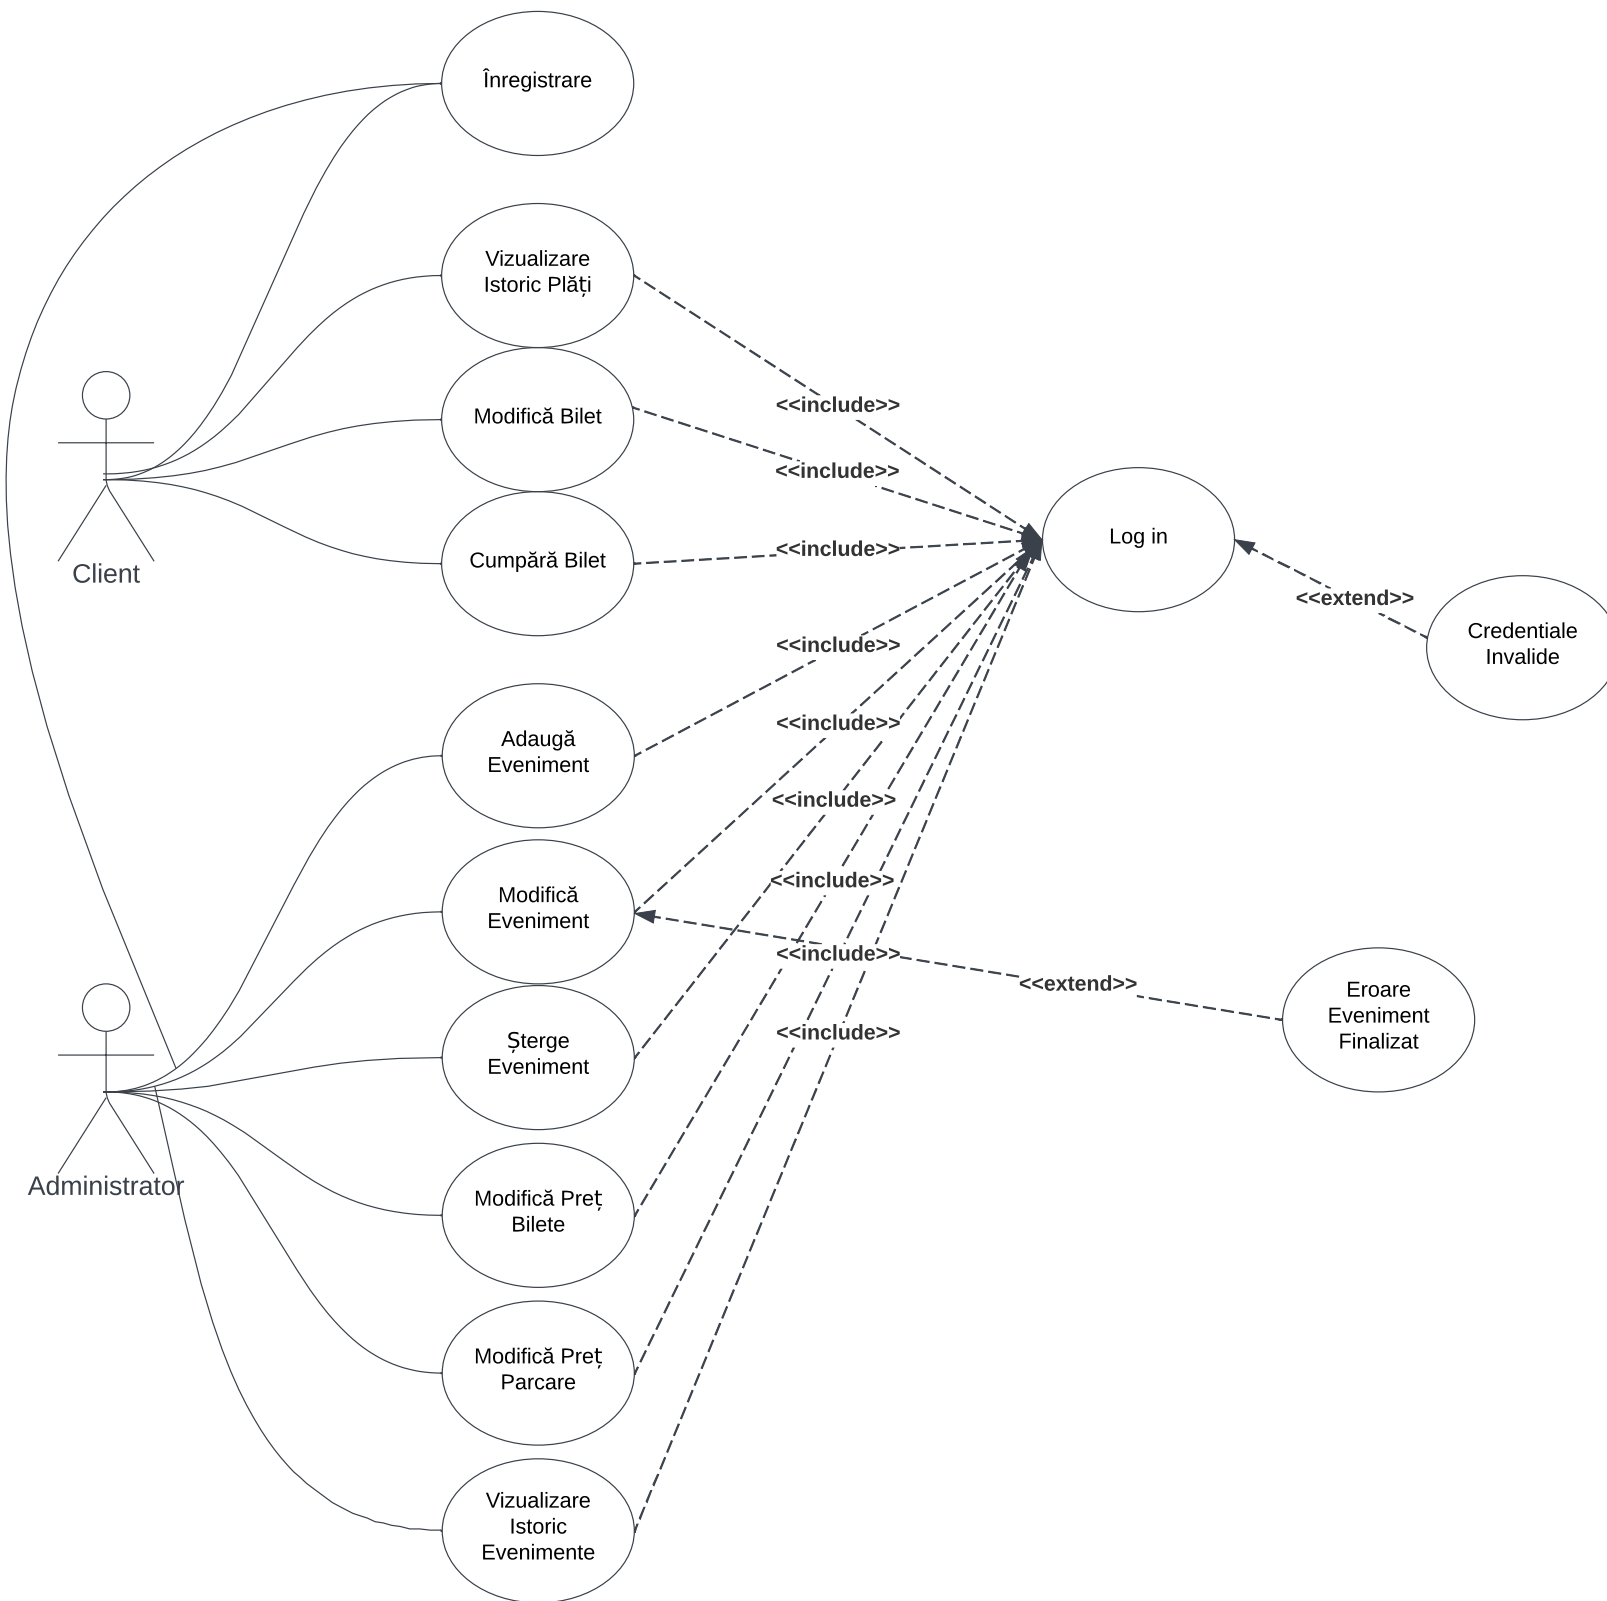 Înregistrare
Vizualizare
Istoric Plăți
<<include>>
Modifică Bilet
<<include>>
Log in
Cumpără Bilet
<<include>>
Client
<<extend>>
Credentiale
Invalide
<<include>>
Adaugă
Eveniment
<<include>>
<<include>>
<<include>>
Modifică
Eveniment
<<include>>
<<extend>>
Eroare
Eveniment
Finalizat
<<include>>
Șterge
Eveniment
Administrator
Modifică Preț
Bilete
Modifică Preț
Parcare
Vizualizare
Istoric
Evenimente